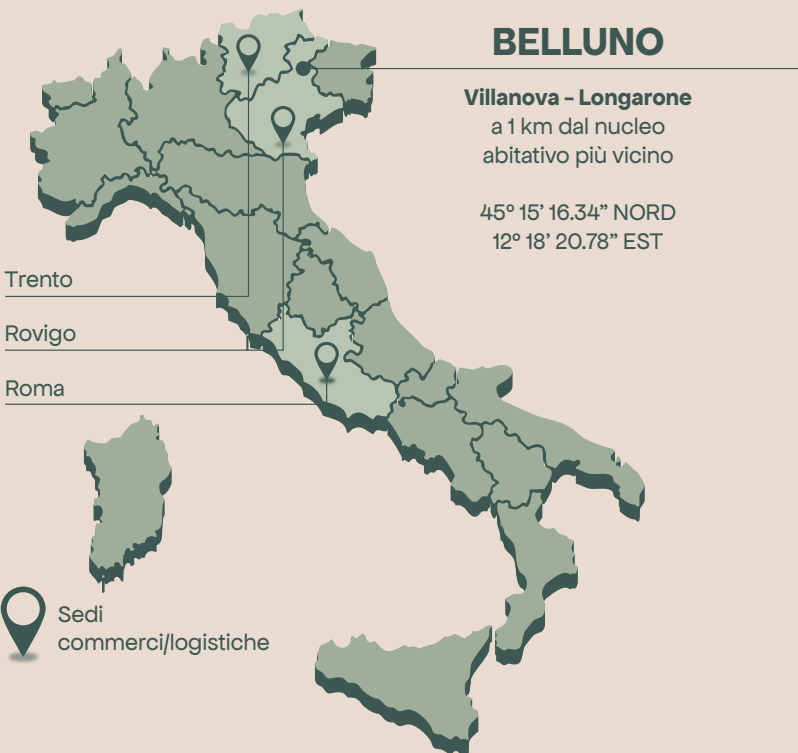 BELLUNO
Villanova – Longarone
a 1 km dal nucleo
abitativo più vicino
45° 15’ 16.34” NORD
12° 18’ 20.78” EST
Trento
Rovigo
Roma
Sedi
commerci/logistiche